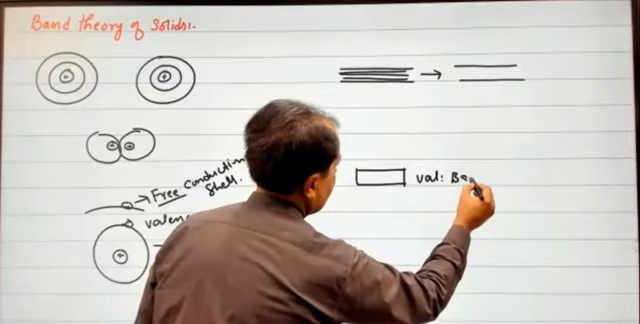 Band theory of Solids.
→ Free conduction
shell.
valen
val: Ba